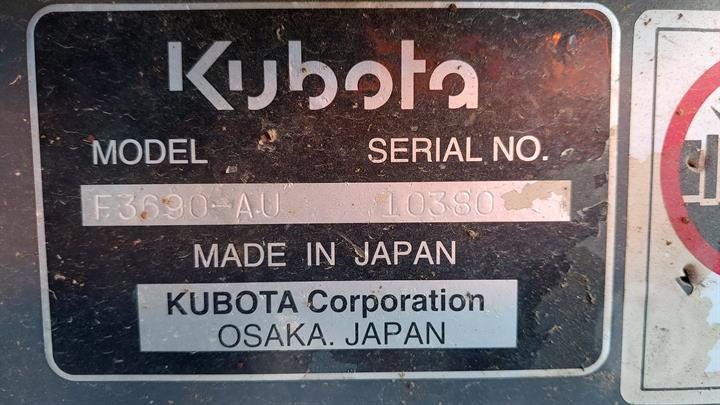 Kubota
MODEL SERIAL NO.
F3690-AU 10380
MADE IN JAPAN
KUBOTA Corporation
OSAKA. JAPAN